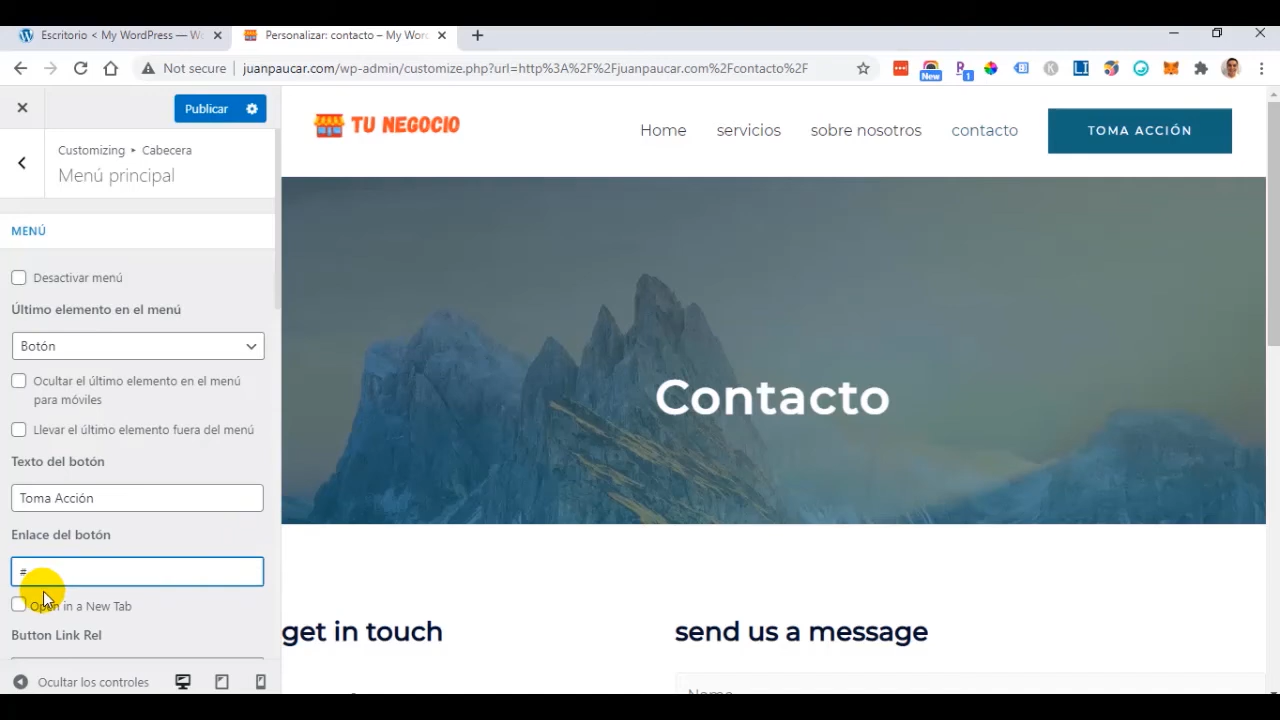 Escritorio < My WordPress — W
Personalizar: contacto – My Wor
Not secure
juanpaucar.com/wp-admin/customize.php?url=http%3A%2F%2Fjuanpaucar.com%2Fcontacto%2F
New
1
Publicar
Customizing ▸ Cabecera
Menú principal
MENÚ
Desactivar menú
Último elemento en el menú
Botón
Ocultar el último elemento en el menú
para móviles
Llevar el último elemento fuera del menú
Texto del botón
Toma Acción
Enlace del botón
#
Open in a New Tab
Button Link Rel
Ocultar los controles
TU NEGOCIO
Home
servicios
sobre nosotros
contacto
TOMA ACCIÓN
Contacto
get in touch
send us a message